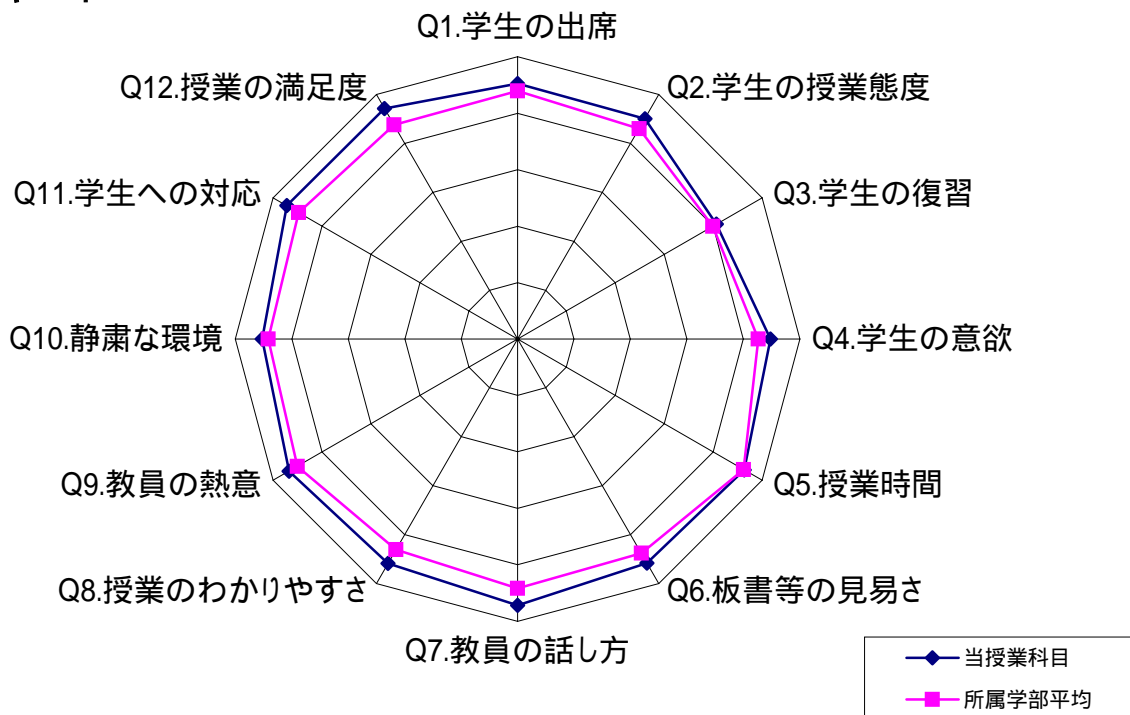 Q1.学生の出席
Q2.学生の授業態度
Q3.学生の復習
Q4.学生の意欲
Q5.授業時間
Q6.板書等の見易さ
Q7.教員の話し方
Q8.授業のわかりやすさ
Q9.教員の熱意
Q10.静粛な環境
Q11.学生への対応
Q12.授業の満足度
当授業科目
所属学部平均